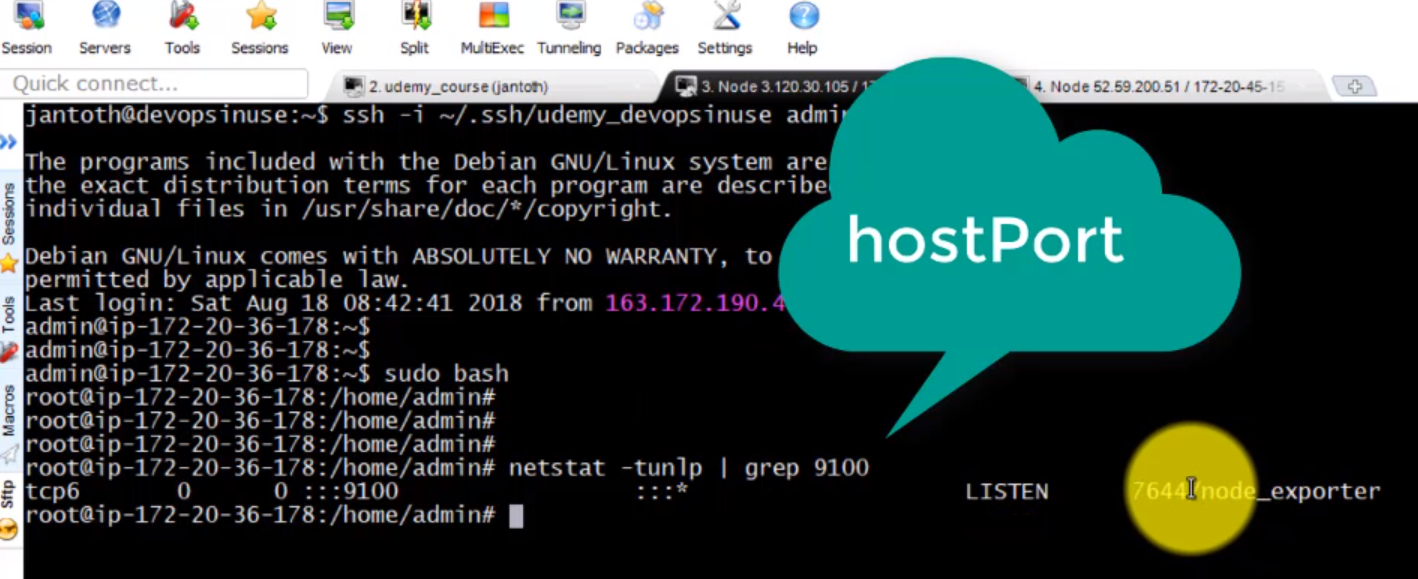 Session Servers Tools Sessions View Split MultiExec Tunneling Packages Settings Help
Quick connect...
2. udemy_course (jantoth)
3. Node 3.120.30.105 / 17
4. Node 52.59.200.51 / 172-20-45-15
jantoth@devopsinuse:~$ ssh -i ~/.ssh/udemy_devopsinuse admi
The programs included with the Debian GNU/Linux system are
the exact distribution terms for each program are describe
individual files in /usr/share/doc/*/copyright.
Debian GNU/Linux comes with ABSOLUTELY NO WARRANTY, to
permitted by applicable law.
Last login: Sat Aug 18 08:42:41 2018 from 163.172.190.4
admin@ip-172-20-36-178:~$
admin@ip-172-20-36-178:~$
admin@ip-172-20-36-178:~$ sudo bash
root@ip-172-20-36-178:/home/admin#
root@ip-172-20-36-178:/home/admin#
root@ip-172-20-36-178:/home/admin#
root@ip-172-20-36-178:/home/admin# netstat -tunlp | grep 9100
tcp6 0 0 :::9100 :::* LISTEN 7644/node_exporter
root@ip-172-20-36-178:/home/admin#
hostPort
Sessions
Tools
Macros
Sftp